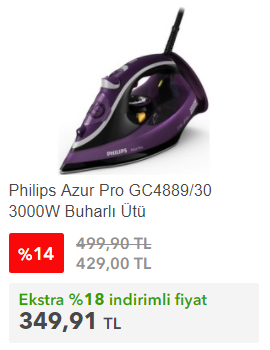 PHILIPS
Philips Azur Pro GC4889/30
3000W Buharlı Ütü
%14
499,90 TL
429,00 TL
Ekstra %18 indirimli fiyat
349,91 TL